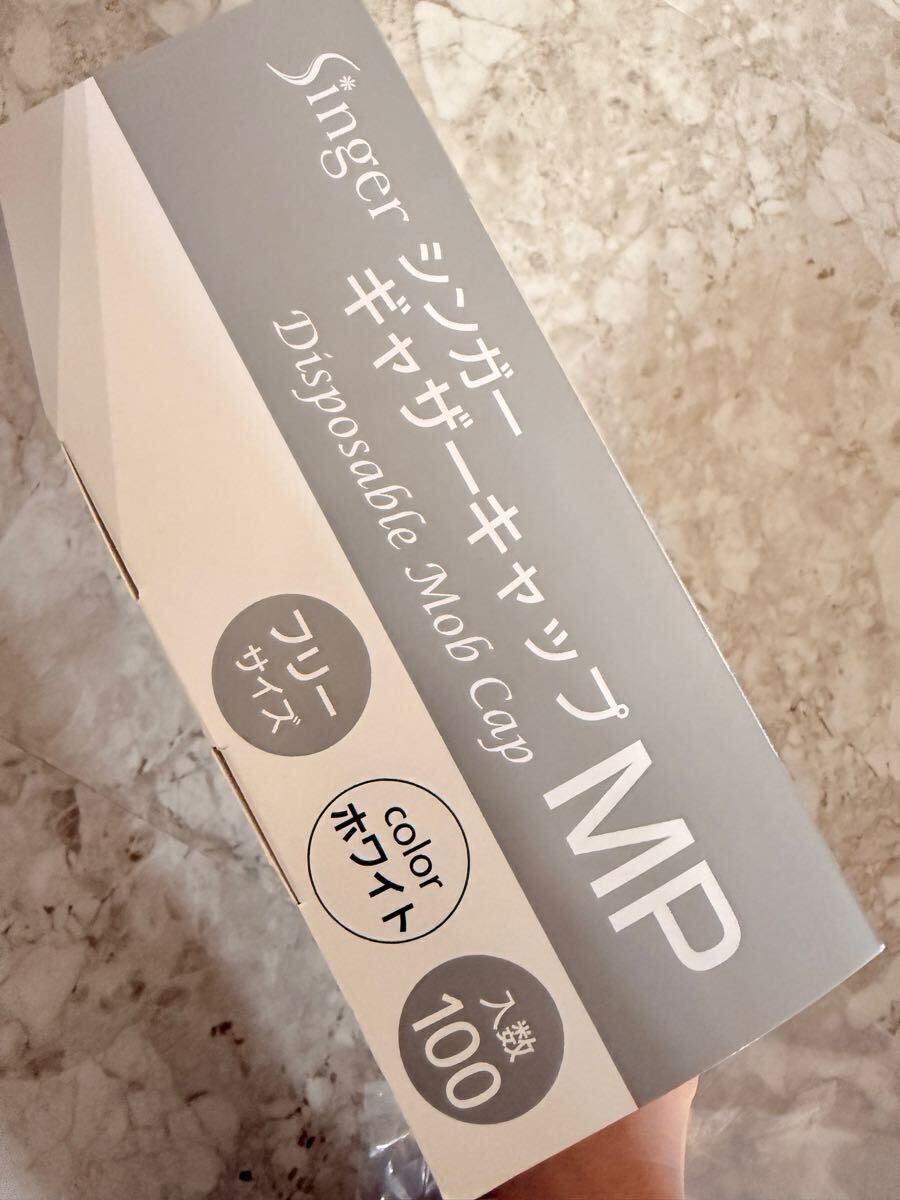 Singer シンガー
ギャザーキャップ MP
Disposable Mob Cap
フリー
サイズ
color
ホワイト
入数
100